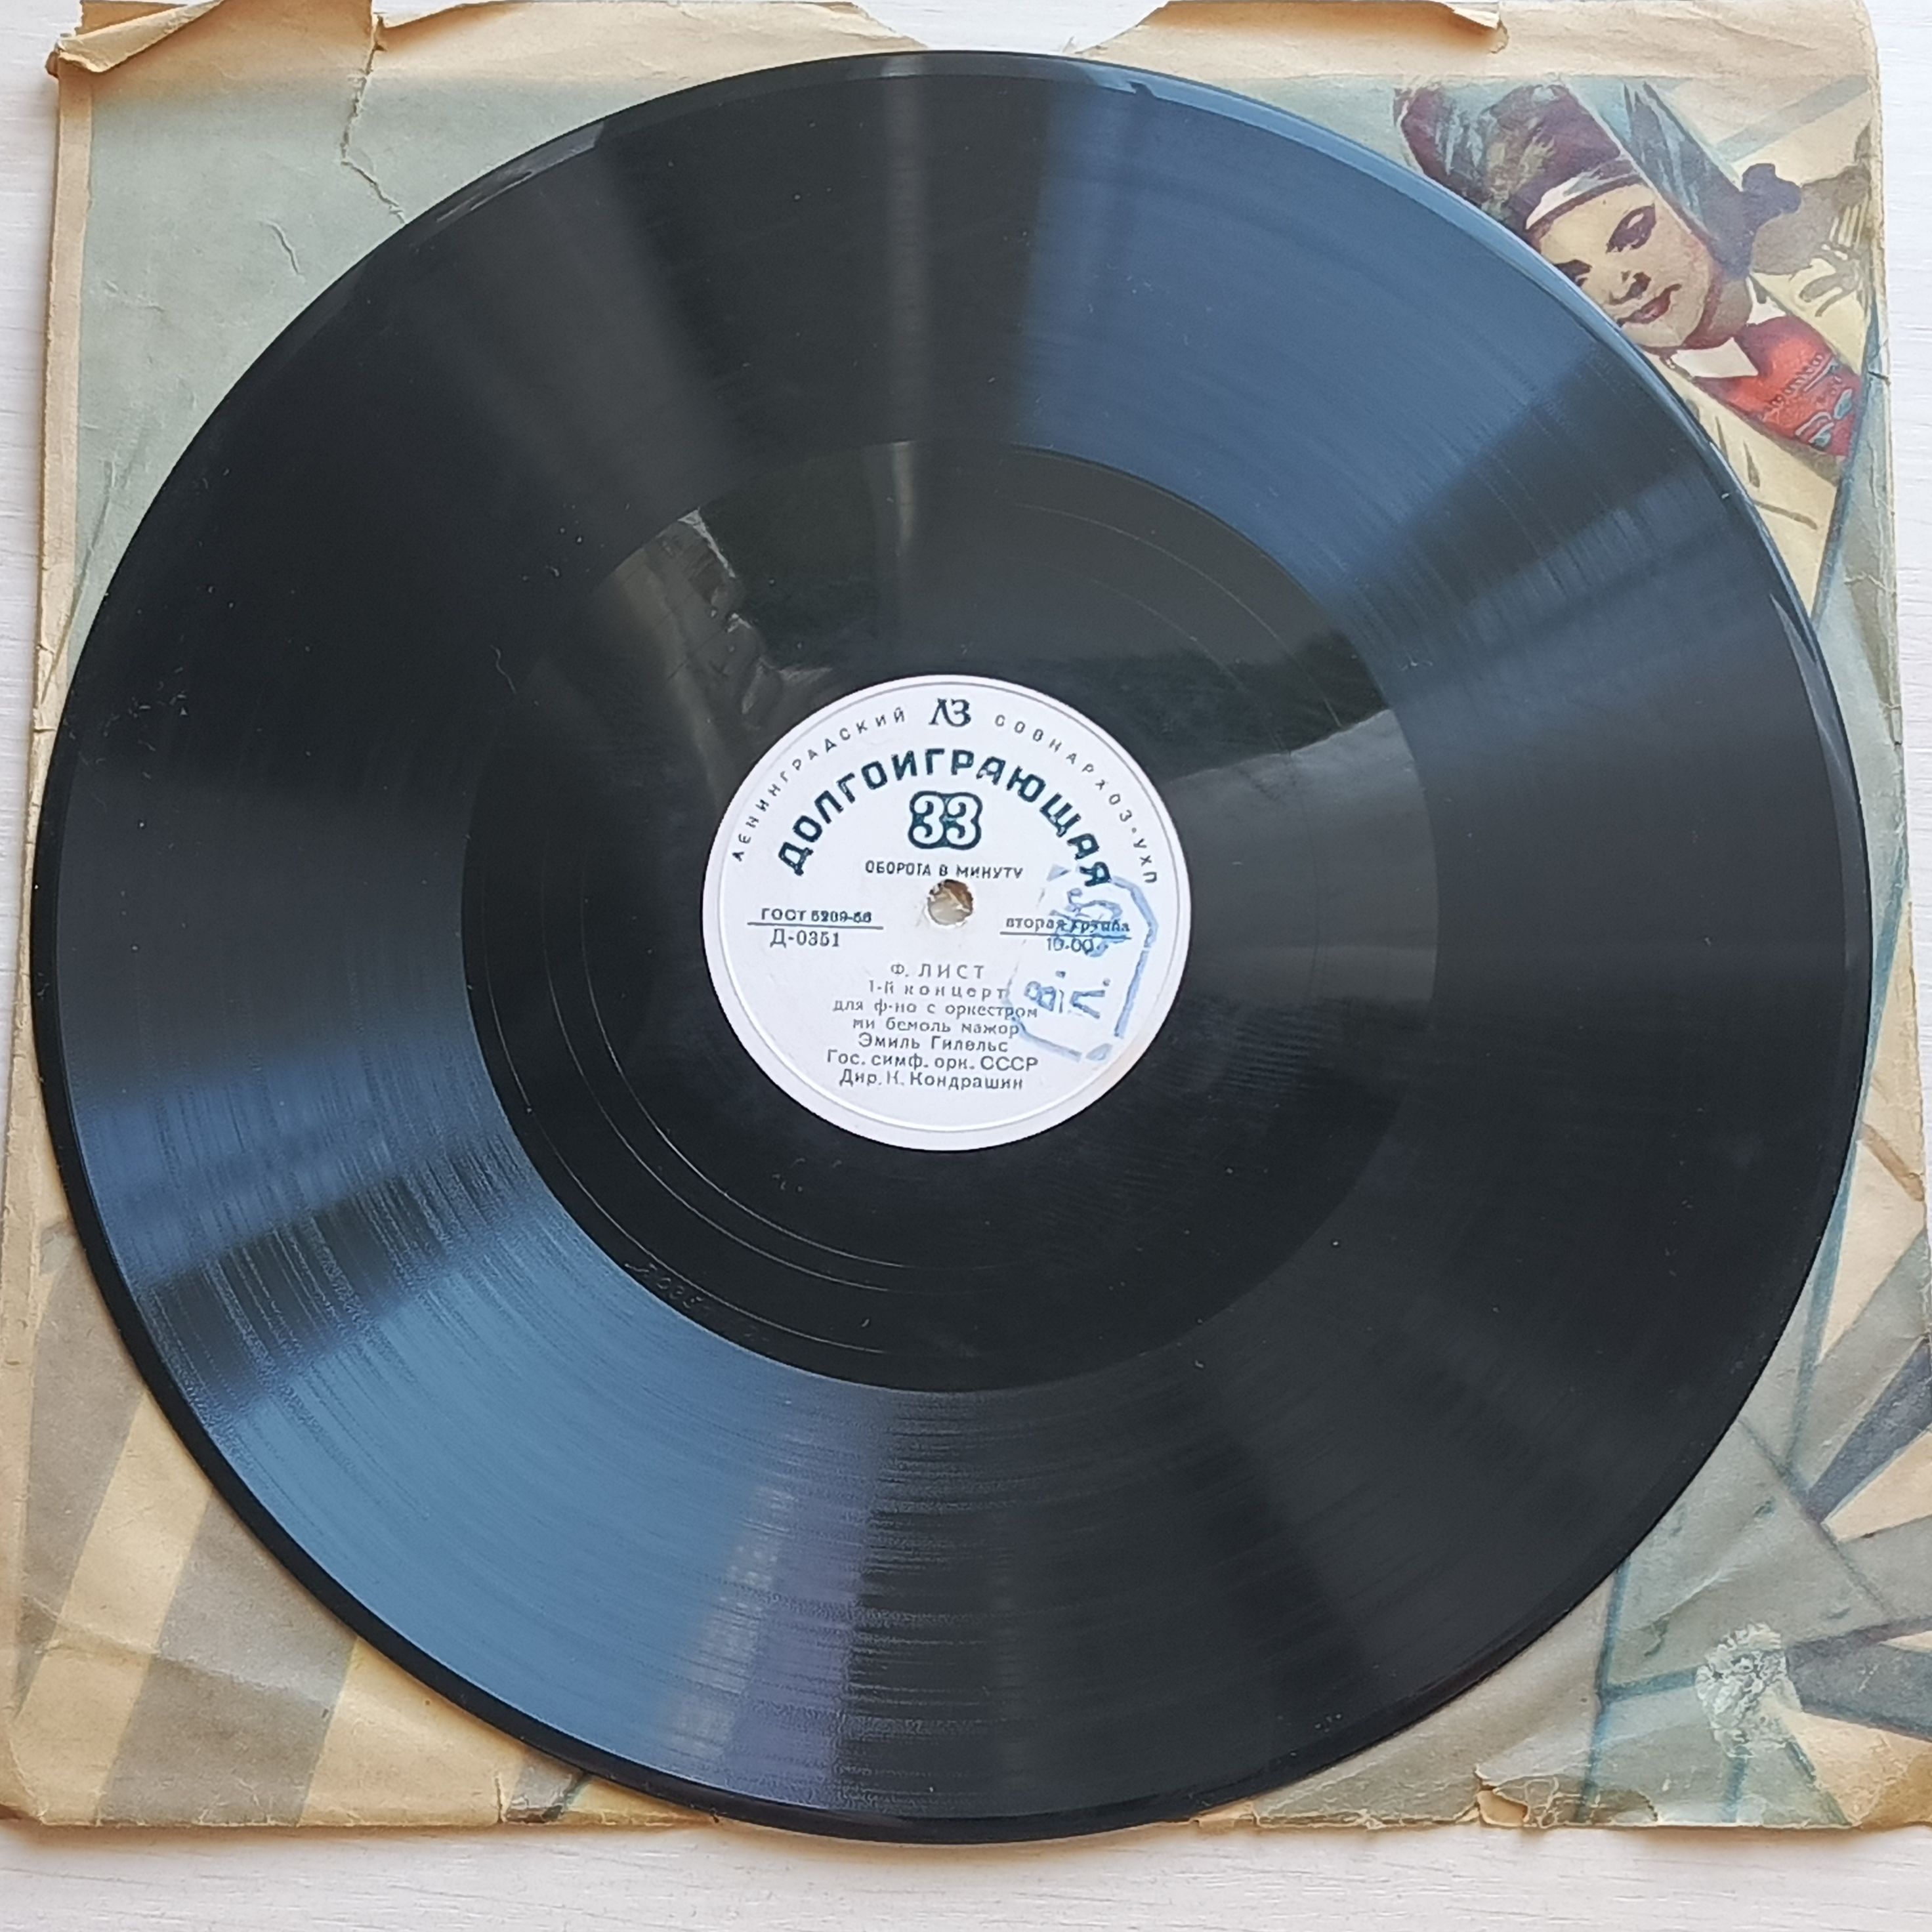 ЛЕНИНГРАДСКИЙ ЛЗ СОВНАРХОЗ·УХП
ДОЛГОИГРАЮЩАЯ
33
ОБОРОТА В МИНУТУ
ГОСТ 5289-56
вторая группа
Д-0351
10-00
Ф. ЛИСТ
1-й концерт
для ф-но с оркестром
ми бемоль мажор
Эмиль Гилельс
Гос. симф. орк. СССР
Дир. К. Кондрашин